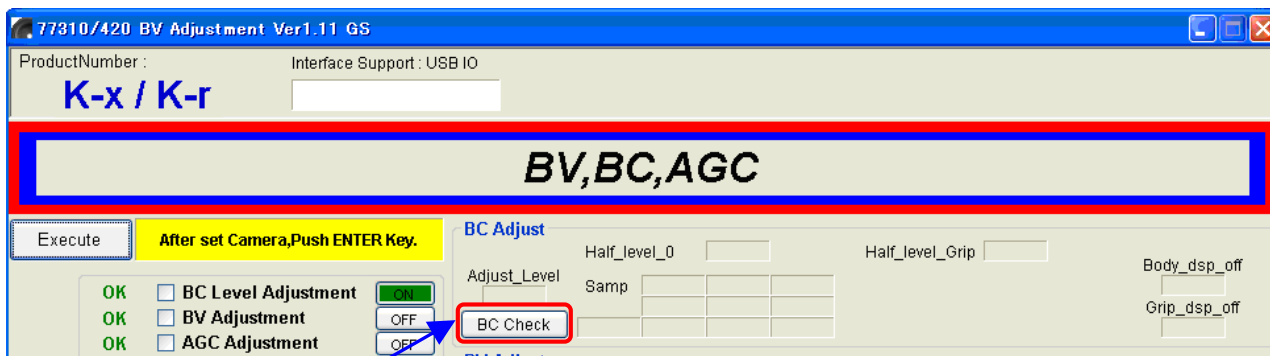 77310/420 BV Adjustment Ver1.11 GS
ProductNumber :
Interface Support : USB IO
K-x / K-r
BV,BC,AGC
Execute
After set Camera,Push ENTER Key.
BC Adjust
Half_level_0
Half_level_Grip
Body_dsp_off
Adjust_Level
Samp
Grip_dsp_off
BC Check
OK BC Level Adjustment ON
OK BV Adjustment OFF
OK AGC Adjustment OFF